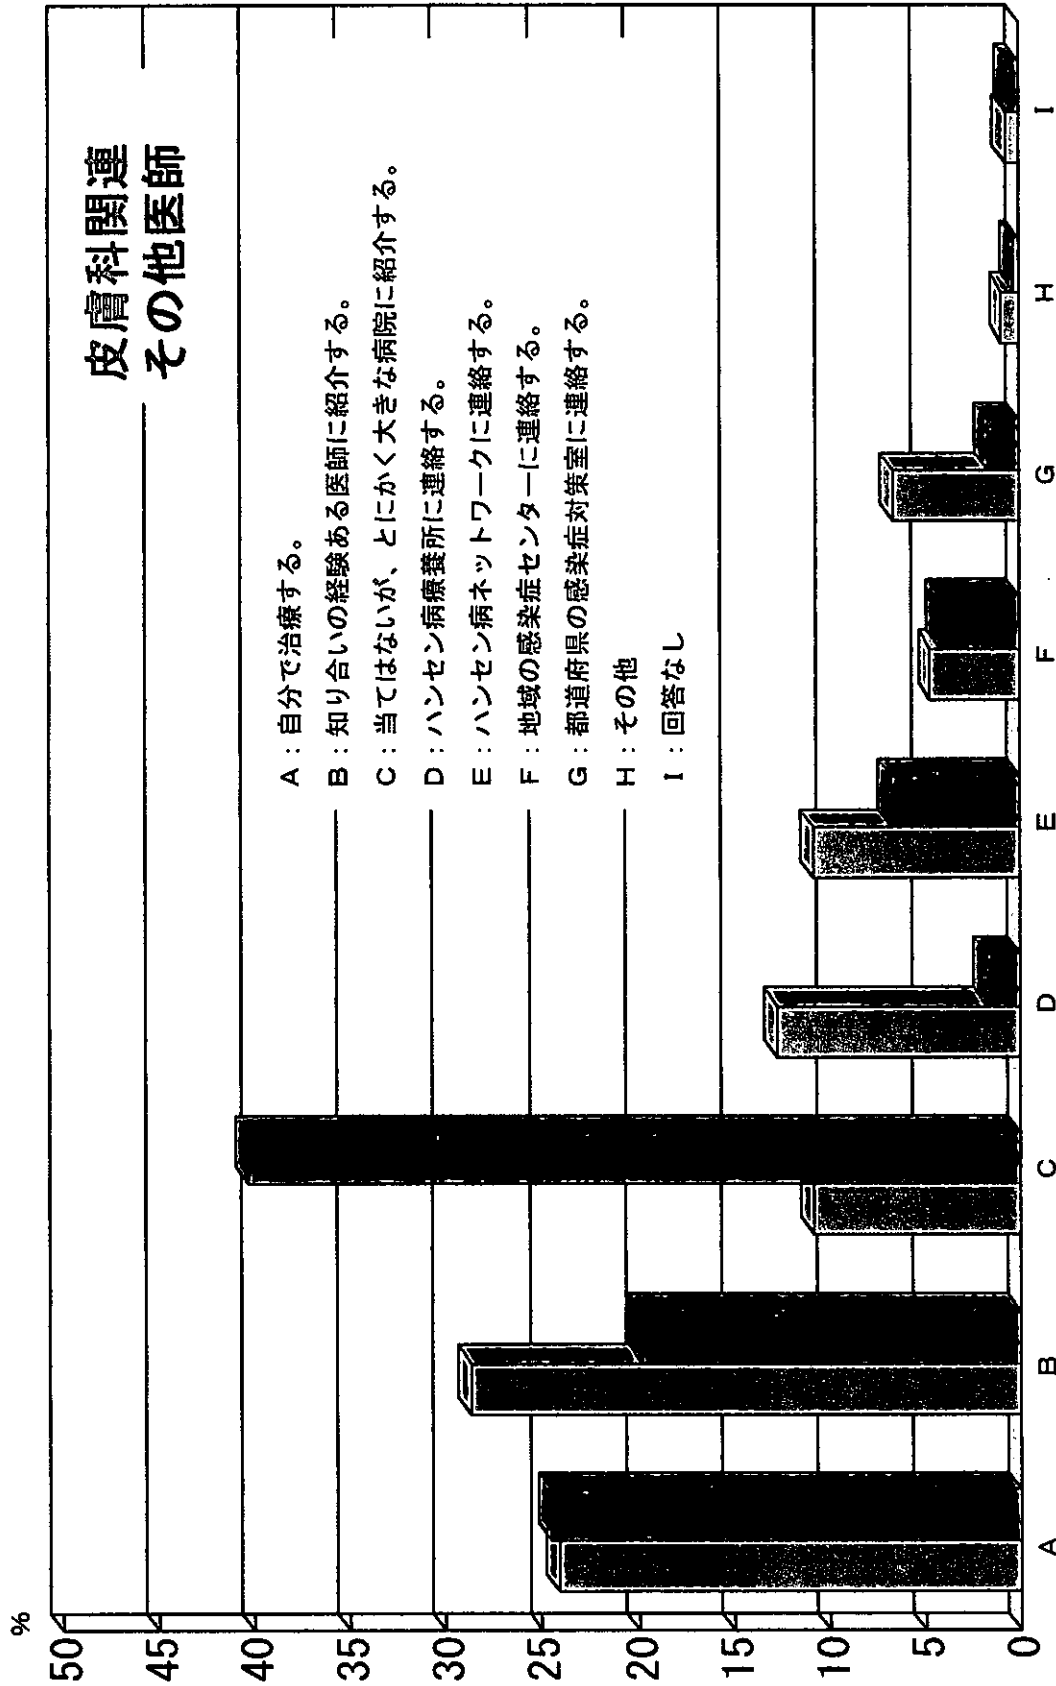 %
50
45
40
35
30
25
20
15
10
5
0
皮膚科関連
その他医師
A：自分で治療する。
B：知り合いの経験ある医師に紹介する。
C：当てはないが、とにかく大きな病院に紹介する。
D：ハンセン病療養所に連絡する。
E：ハンセン病ネットワークに連絡する。
F：地域の感染症センターに連絡する。
G：都道府県の感染症対策室に連絡する。
H：その他
I：回答なし
A B C D E F G H I